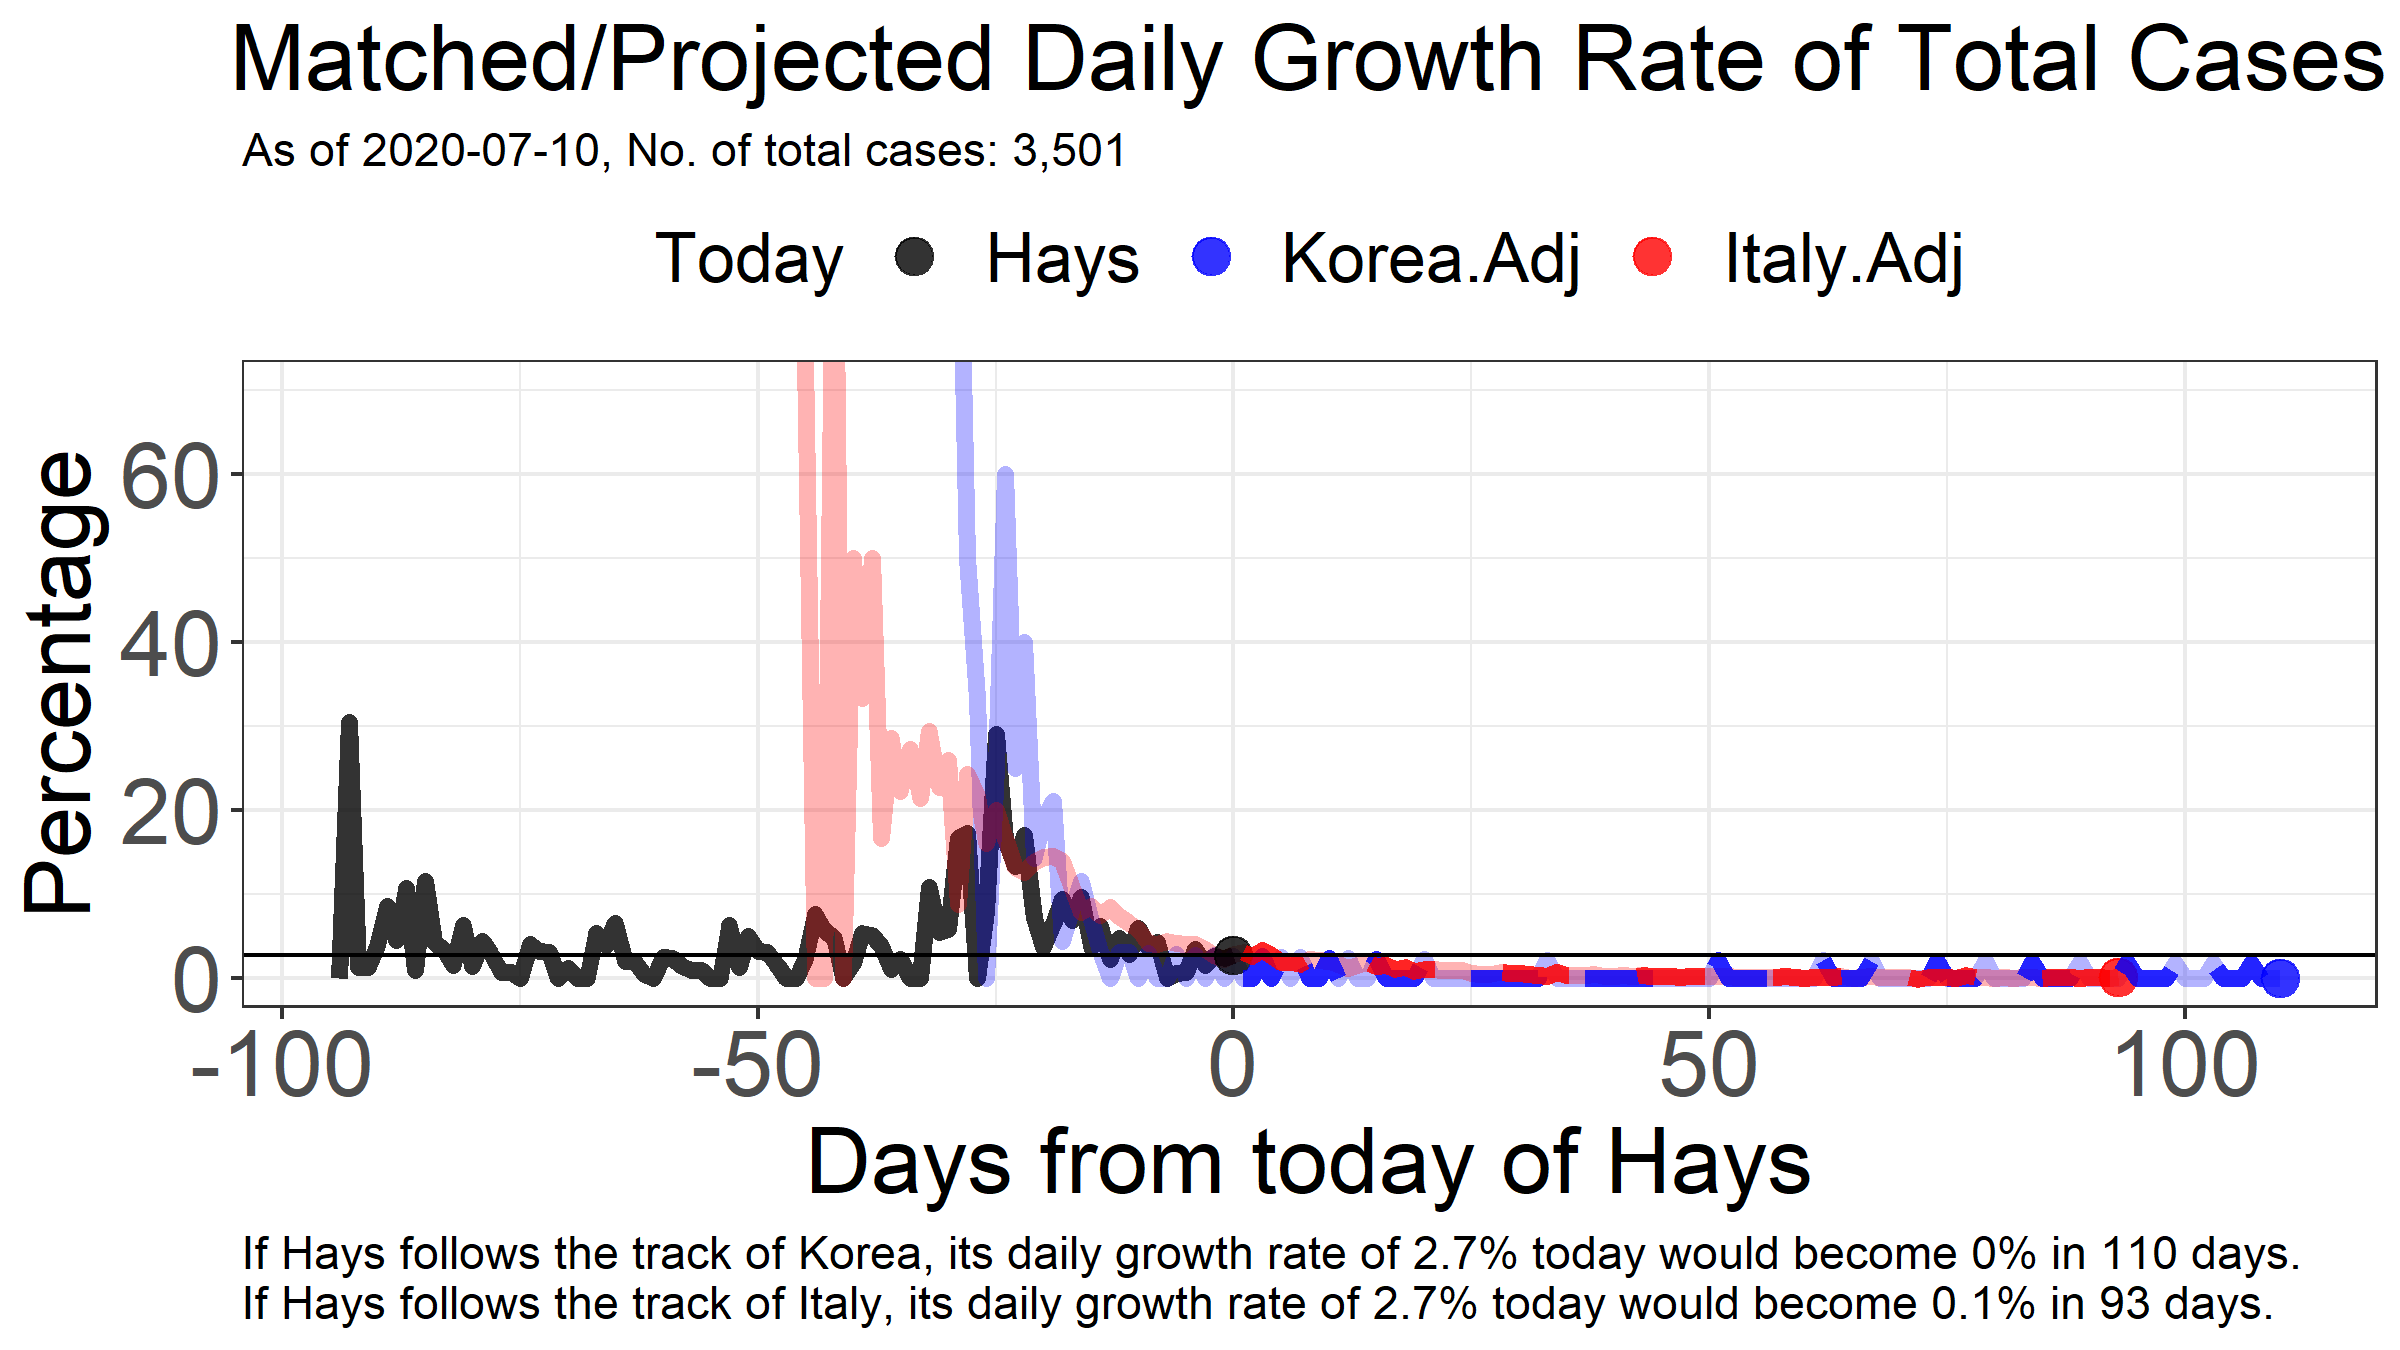 Matched/Projected Daily Growth Rate of Total Cases
As of 2020-07-10, No. of total cases: 3,501
Today Hays Korea.Adj Italy.Adj
Percentage
60
40
20
0
-100 -50 0 50 100
Days from today of Hays
If Hays follows the track of Korea, its daily growth rate of 2.7% today would become 0% in 110 days.
If Hays follows the track of Italy, its daily growth rate of 2.7% today would become 0.1% in 93 days.